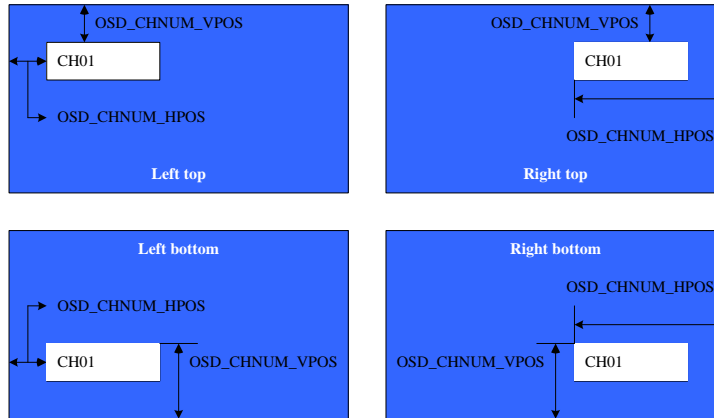 OSD_CHNUM_VPOS
CH01
OSD_CHNUM_HPOS
Left top
OSD_CHNUM_VPOS
CH01
OSD_CHNUM_HPOS
Right top
Left bottom
OSD_CHNUM_HPOS
CH01
OSD_CHNUM_VPOS
Right bottom
OSD_CHNUM_HPOS
OSD_CHNUM_VPOS
CH01